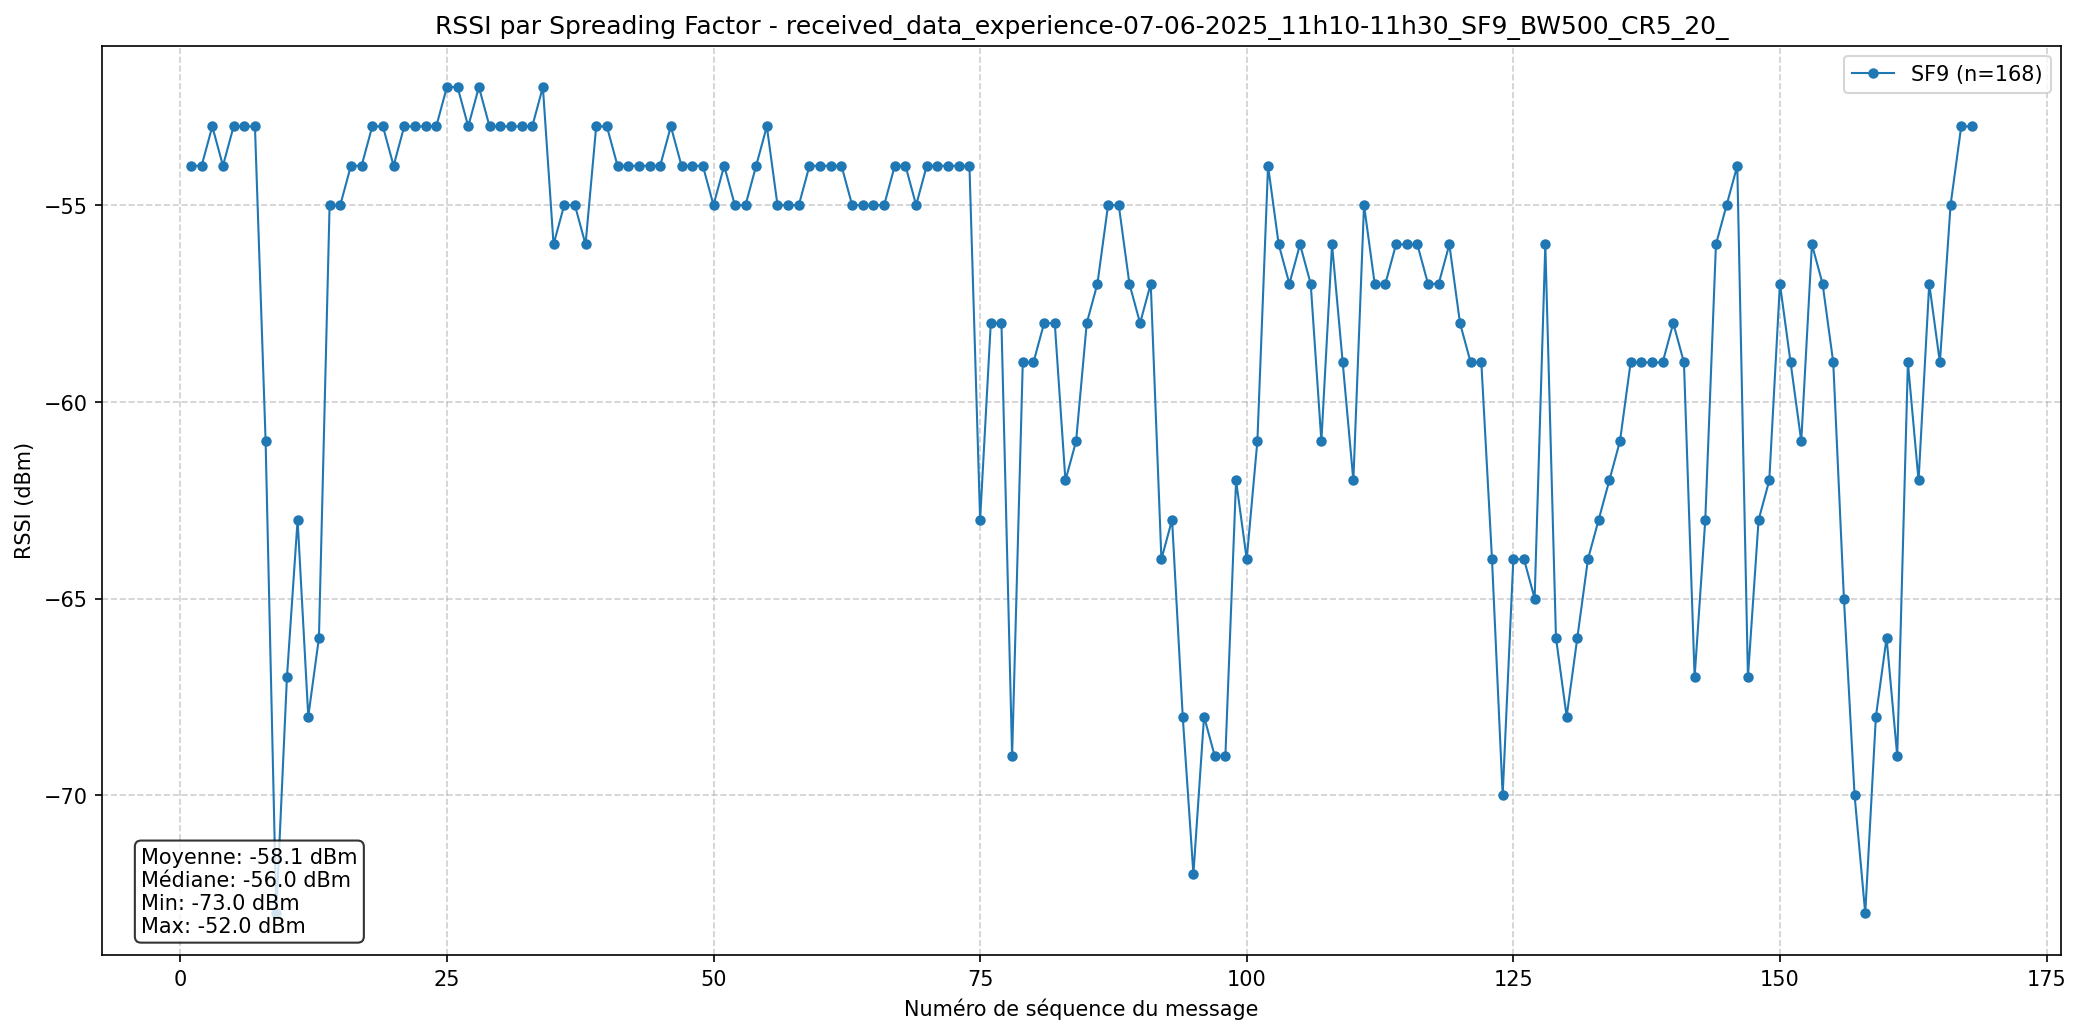 RSSI par Spreading Factor - received_data_experience-07-06-2025_11h10-11h30_SF9_BW500_CR5_20_
SF9 (n=168)
RSSI (dBm)
−55
−60
−65
−70
Moyenne: -58.1 dBm
Médiane: -56.0 dBm
Min: -73.0 dBm
Max: -52.0 dBm
0 25 50 75 100 125 150 175
Numéro de séquence du message